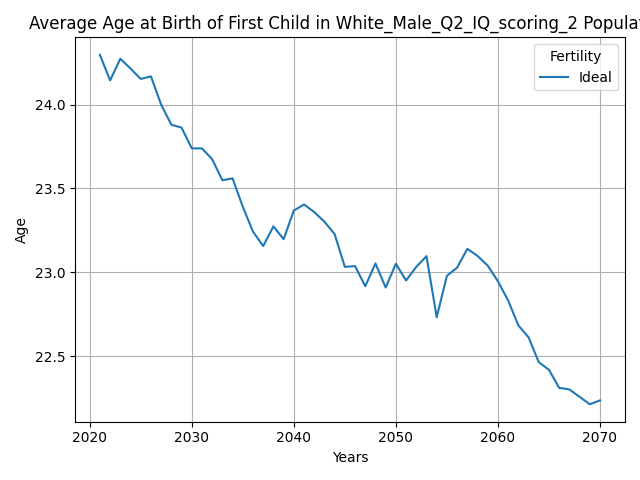 Average Age at Birth of First Child in White_Male_Q2_IQ_scoring_2 Populat
Fertility
Ideal
24.0
23.5
23.0
22.5
Age
2020 2030 2040 2050 2060 2070
Years